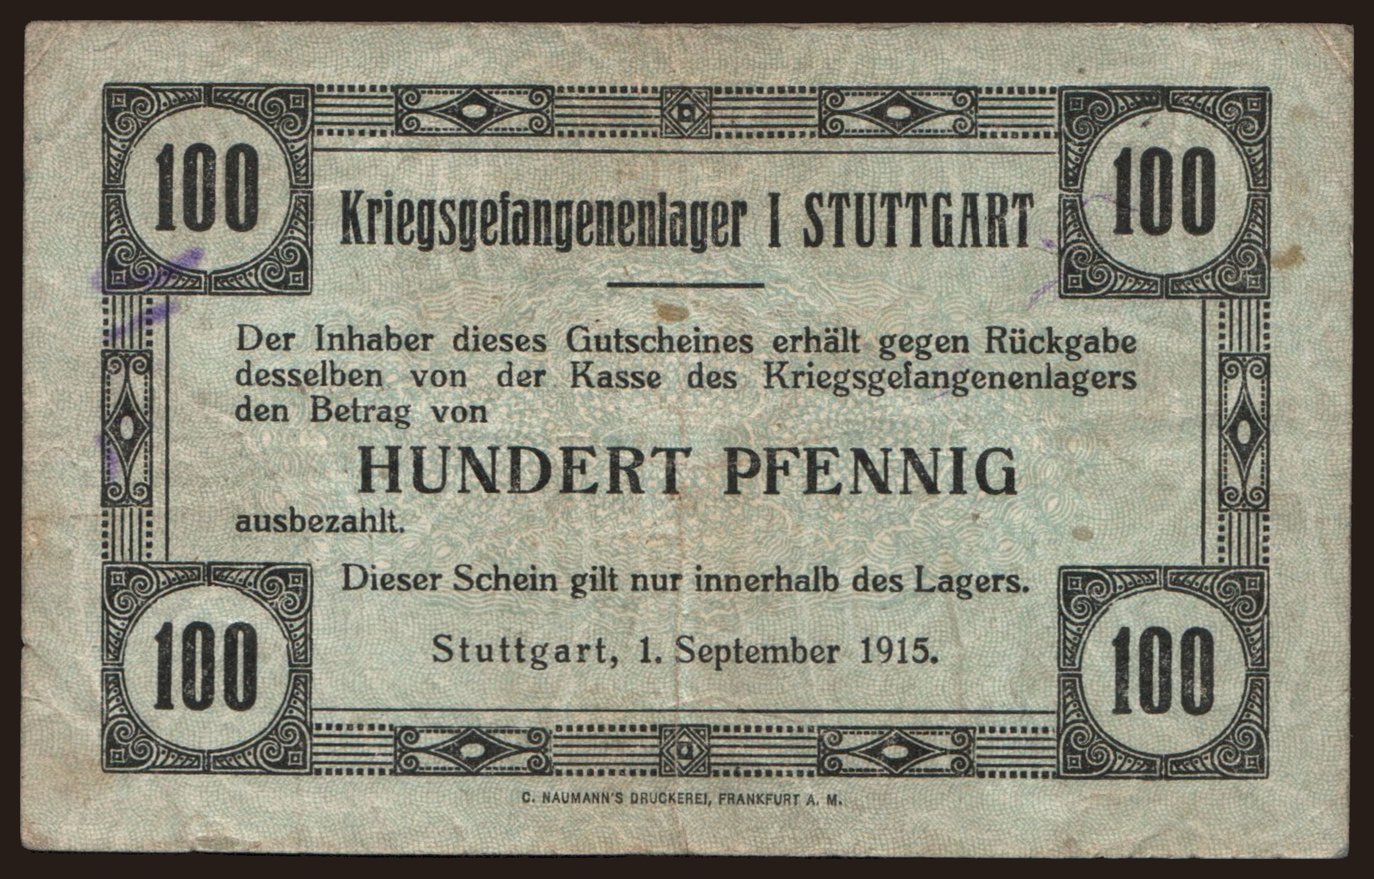 100
100
Kriegsgefangenenlager I STUTTGART
Der Inhaber dieses Gutscheines erhält gegen Rückgabe
desselben von der Kasse des Kriegsgefangenenlagers
den Betrag von
HUNDERT PFENNIG
ausbezahlt.
Dieser Schein gilt nur innerhalb des Lagers.
Stuttgart, 1. September 1915.
100
100
C. NAUMANN'S DRUCKEREI, FRANKFURT A. M.